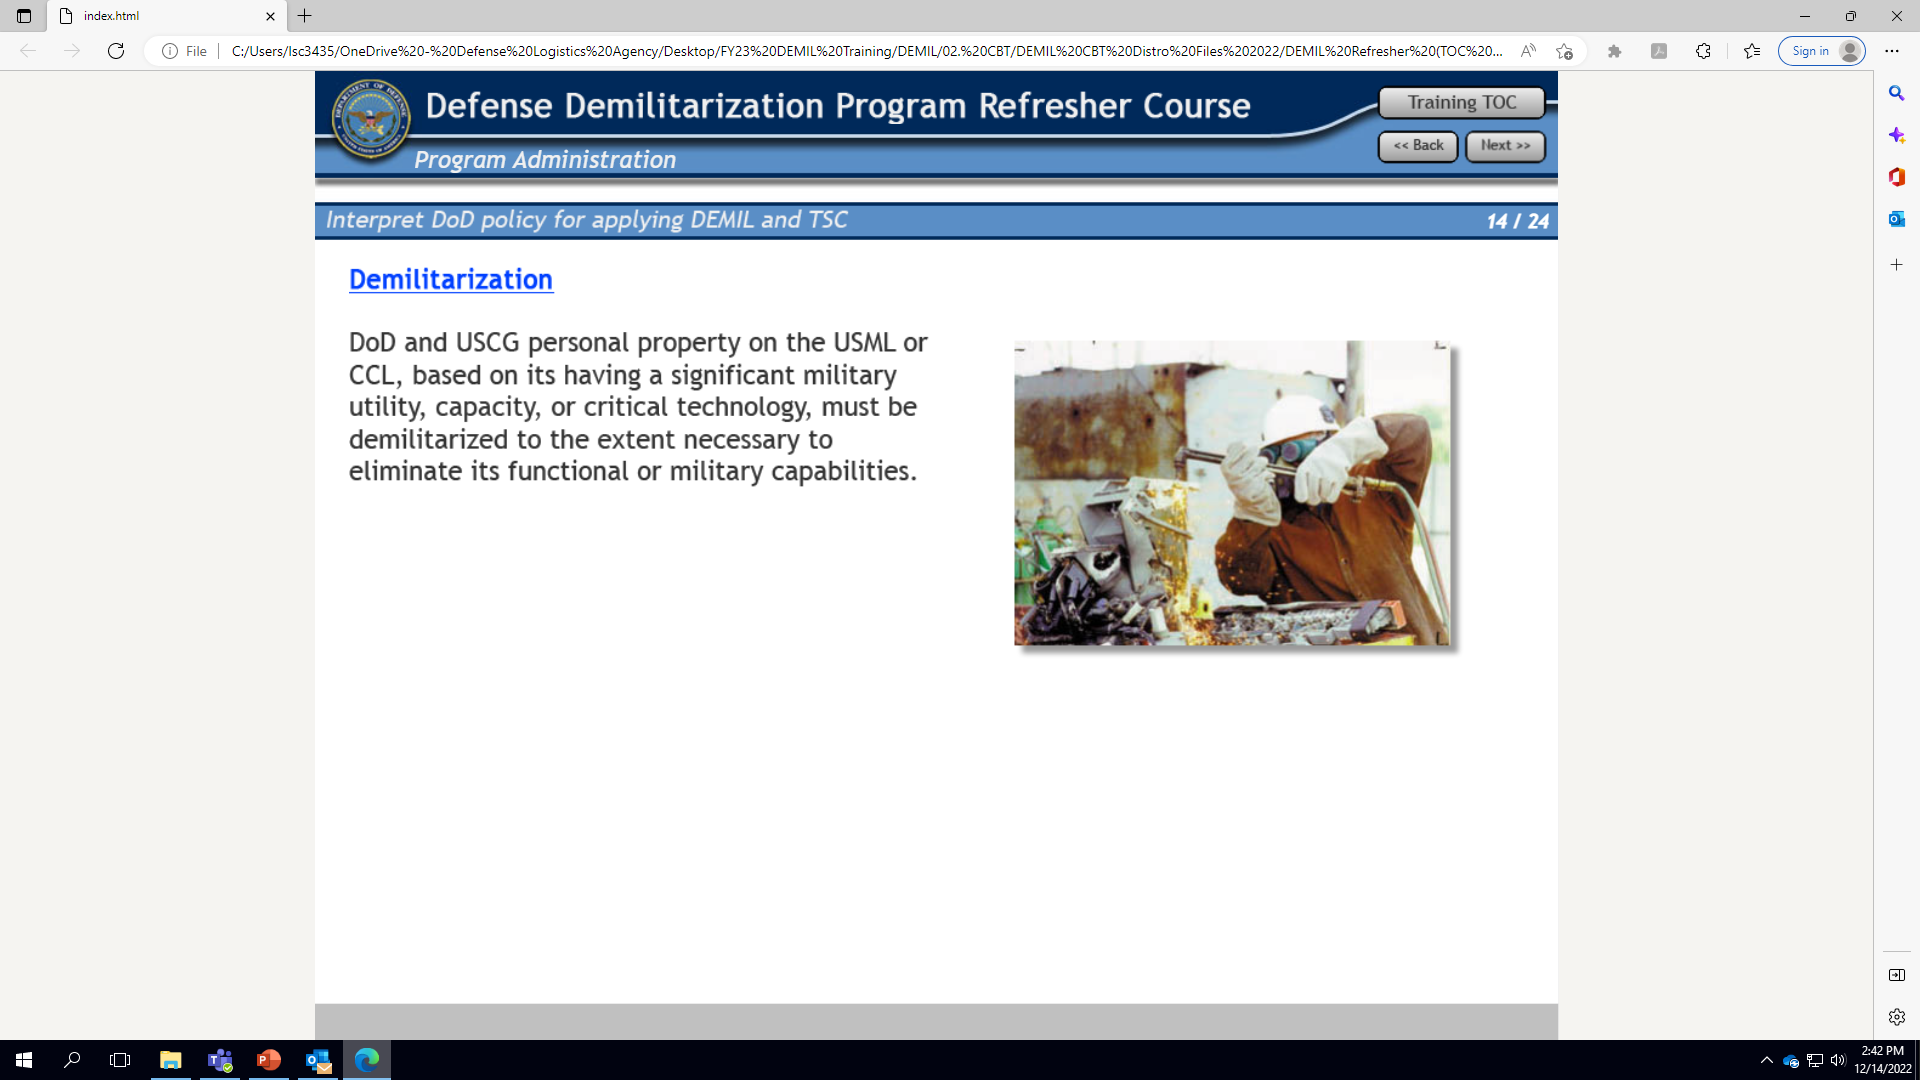 index.html
File
C:/Users/lsc3435/OneDrive%20-%20Defense%20Logistics%20Agency/Desktop/FY23%20DEMIL%20Training/DEMIL/02.%20CBT/DEMIL%20CBT%20Distro%20Files%202022/DEMIL%20Refresher%20(TOC%20...
Sign in
Defense Demilitarization Program Refresher Course
Training TOC
<< Back
Next >>
Program Administration
Interpret DoD policy for applying DEMIL and TSC
14 / 24
Demilitarization
DoD and USCG personal property on the USML or
CCL, based on its having a significant military
utility, capacity, or critical technology, must be
demilitarized to the extent necessary to
eliminate its functional or military capabilities.
2:42 PM
12/14/2022